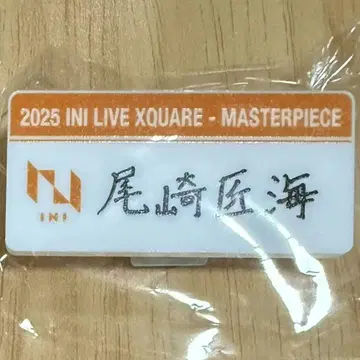 2025 INI LIVE XQUARE - MASTERPIECE
INI
尾崎匠海